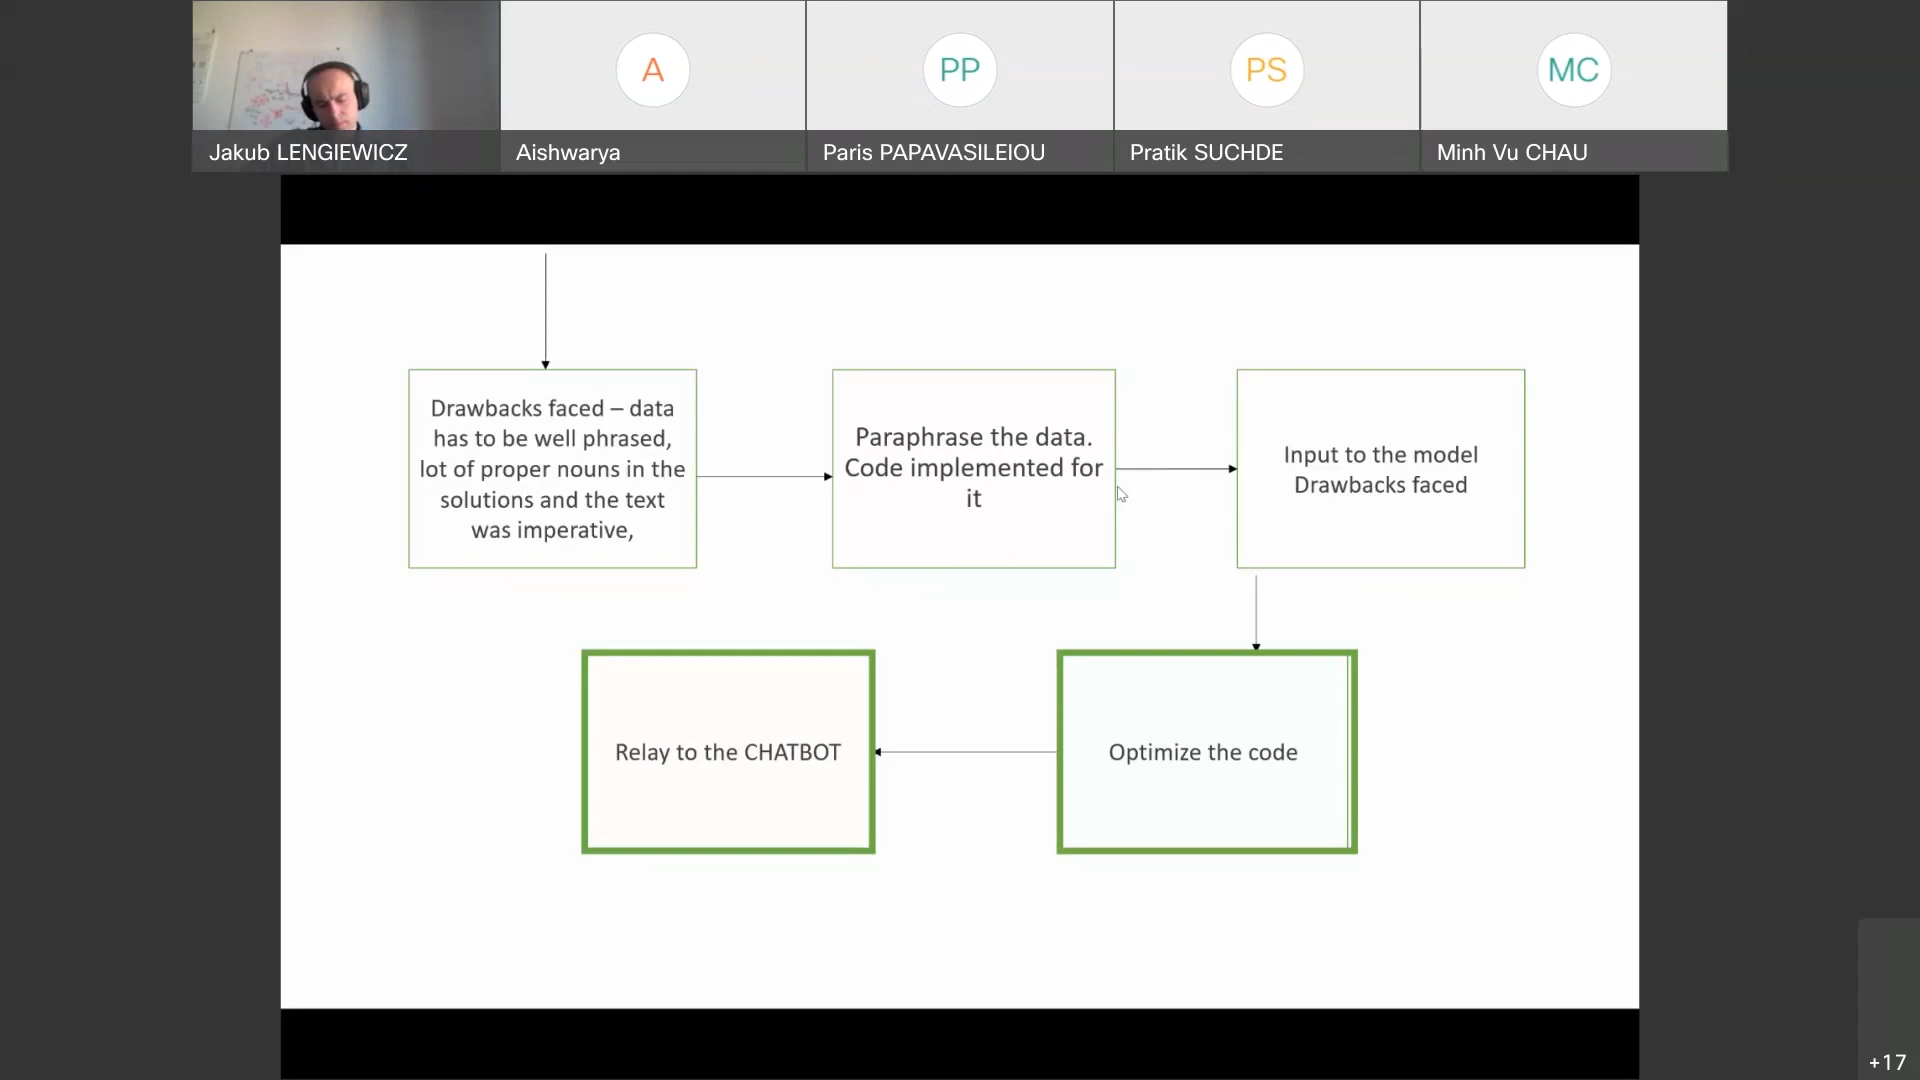 A
PP
PS
MC
Jakub LENGIEWICZ
Aishwarya
Paris PAPAVASILEIOU
Pratik SUCHDE
Minh Vu CHAU
Drawbacks faced – data
has to be well phrased,
lot of proper nouns in the
solutions and the text
was imperative,
Paraphrase the data.
Code implemented for
it
Input to the model
Drawbacks faced
Relay to the CHATBOT
Optimize the code
+17